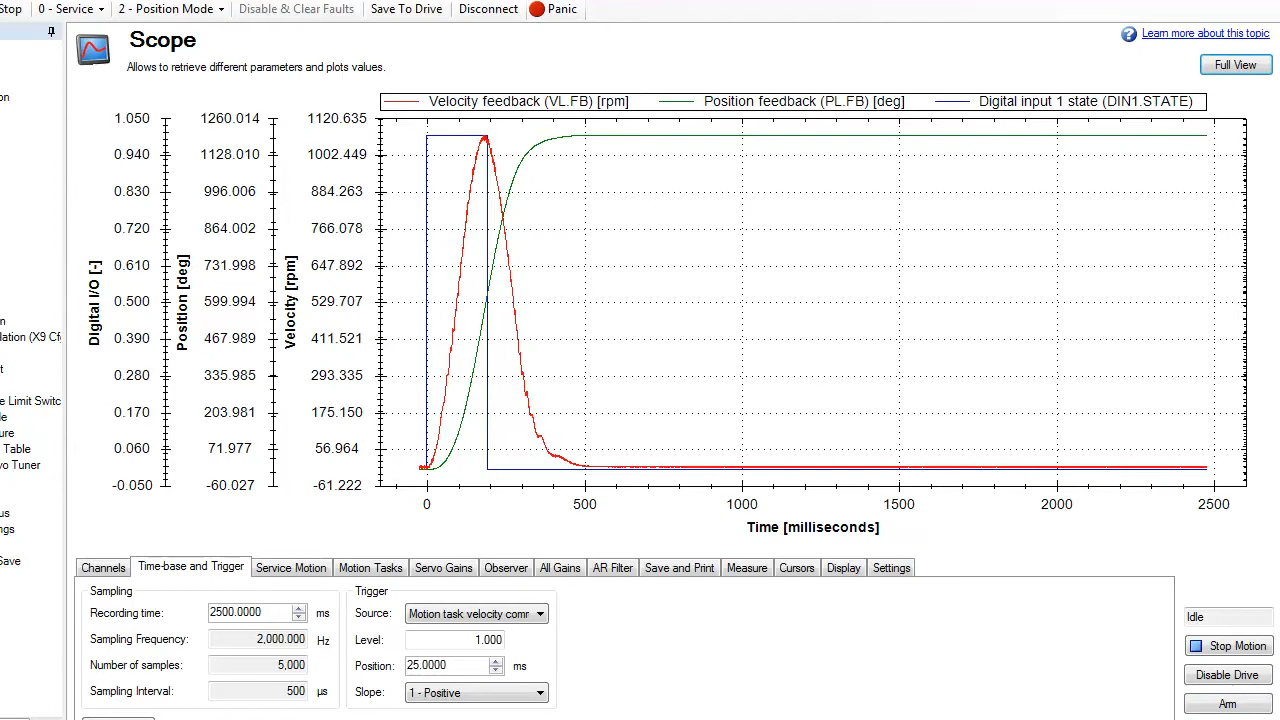 Stop 0 - Service 2 - Position Mode Disable & Clear Faults Save To Drive Disconnect Panic
Scope
Learn more about this topic
Allows to retrieve different parameters and plots values.
Full View
on
Velocity feedback (VL.FB) [rpm] Position feedback (PL.FB) [deg] Digital input 1 state (DIN1.STATE)
1.050 1260.014 1120.635
0.940 1128.010 1002.449
0.830 996.006 884.263
0.720 864.002 766.078
0.610 731.998 647.892
0.500 599.994 529.707
0.390 467.989 411.521
0.280 335.985 293.335
0.170 203.981 175.150
0.060 71.977 56.964
-0.050 -60.027 -61.222
Digital I/O [-]
Position [deg]
Velocity [rpm]
0 500 1000 1500 2000 2500
Time [milliseconds]
n
lation (X9 Cfg
t
e Limit Switc
le
ure
Table
vo Tuner
us
ngs
Save
Channels Time-base and Trigger Service Motion Motion Tasks Servo Gains Observer All Gains AR Filter Save and Print Measure Cursors Display Settings
Sampling
Recording time: 2500.0000 ms
Sampling Frequency: 2,000.000 Hz
Number of samples: 5,000
Sampling Interval: 500 µs
Trigger
Source: Motion task velocity comr
Level: 1.000
Position: 25.0000 ms
Slope: 1 - Positive
Idle
Stop Motion
Disable Drive
Arm